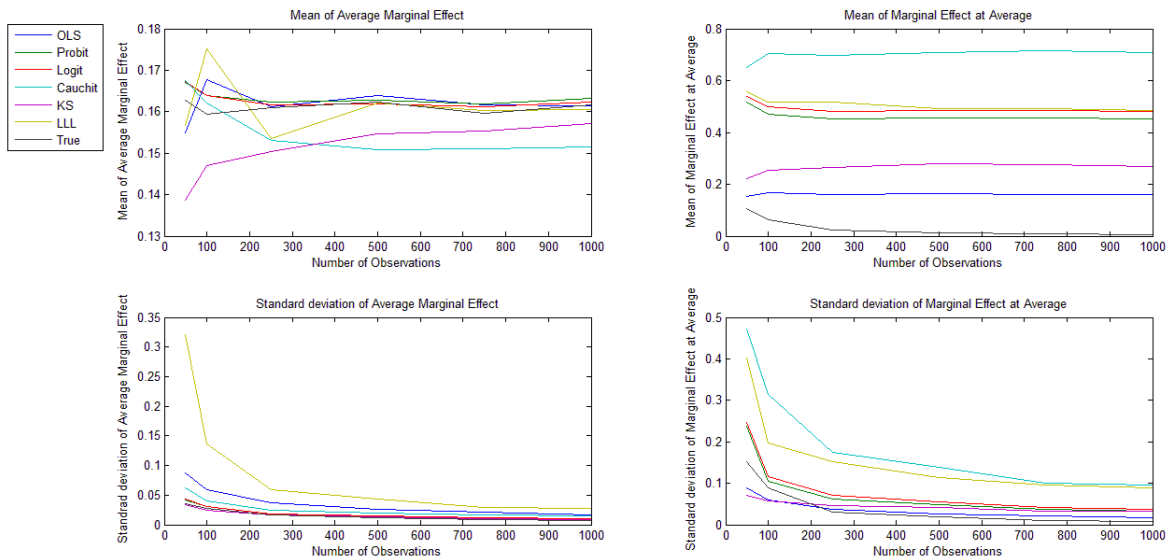 OLS
Probit
Logit
Cauchit
KS
LLL
True
Mean of Average Marginal Effect
Mean of Average Marginal Effect
0.18
0.17
0.16
0.15
0.14
0.13
0 100 200 300 400 500 600 700 800 900 1000
Number of Observations
Mean of Marginal Effect at Average
Mean of Marginal Effect at Average
0.8
0.6
0.4
0.2
0
0 100 200 300 400 500 600 700 800 900 1000
Number of Observations
Standard deviation of Average Marginal Effect
Standrad deviation of Average Marginal Effect
0.35
0.3
0.25
0.2
0.15
0.1
0.05
0
0 100 200 300 400 500 600 700 800 900 1000
Number of Observations
Standard deviation of Marginal Effect at Average
Standard deviation of Marginal Effect at Average
0.5
0.4
0.3
0.2
0.1
0
0 100 200 300 400 500 600 700 800 900 1000
Number of Observations